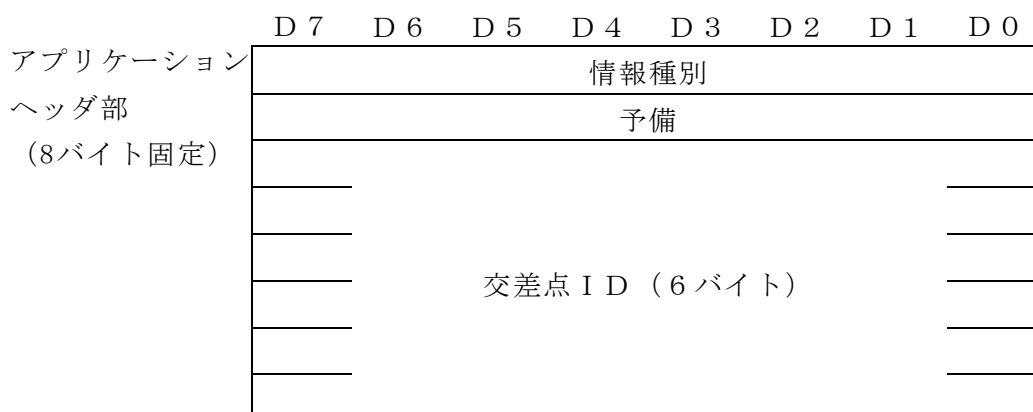 Ｄ７ Ｄ６ Ｄ５ Ｄ４ Ｄ３ Ｄ２ Ｄ１ Ｄ０
アプリケーション
ヘッダ部
（8バイト固定）
情報種別
予備
交差点ＩＤ（６バイト）